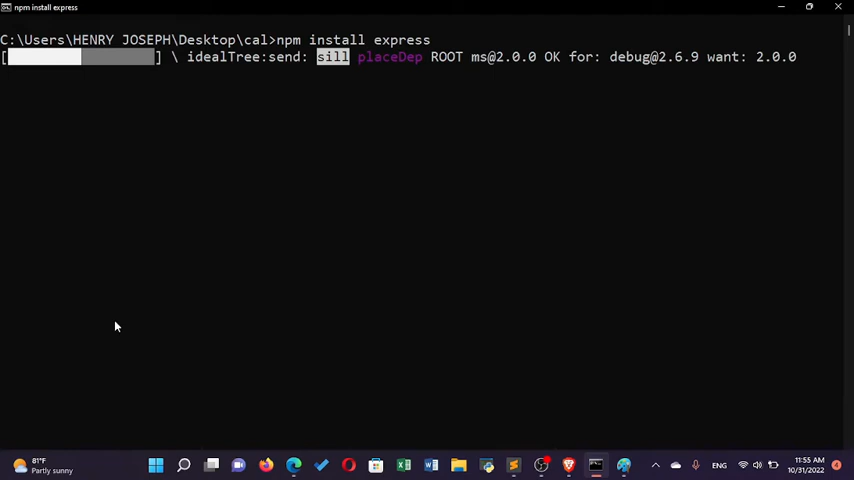 npm install express
C:\Users\HENRY JOSEPH\Desktop\cal>npm install express
[ ] \ idealTree:send: sill placeDep ROOT ms@2.0.0 OK for: debug@2.6.9 want: 2.0.0
81°F
Partly sunny
ENG
11:55 AM
10/31/2022
4